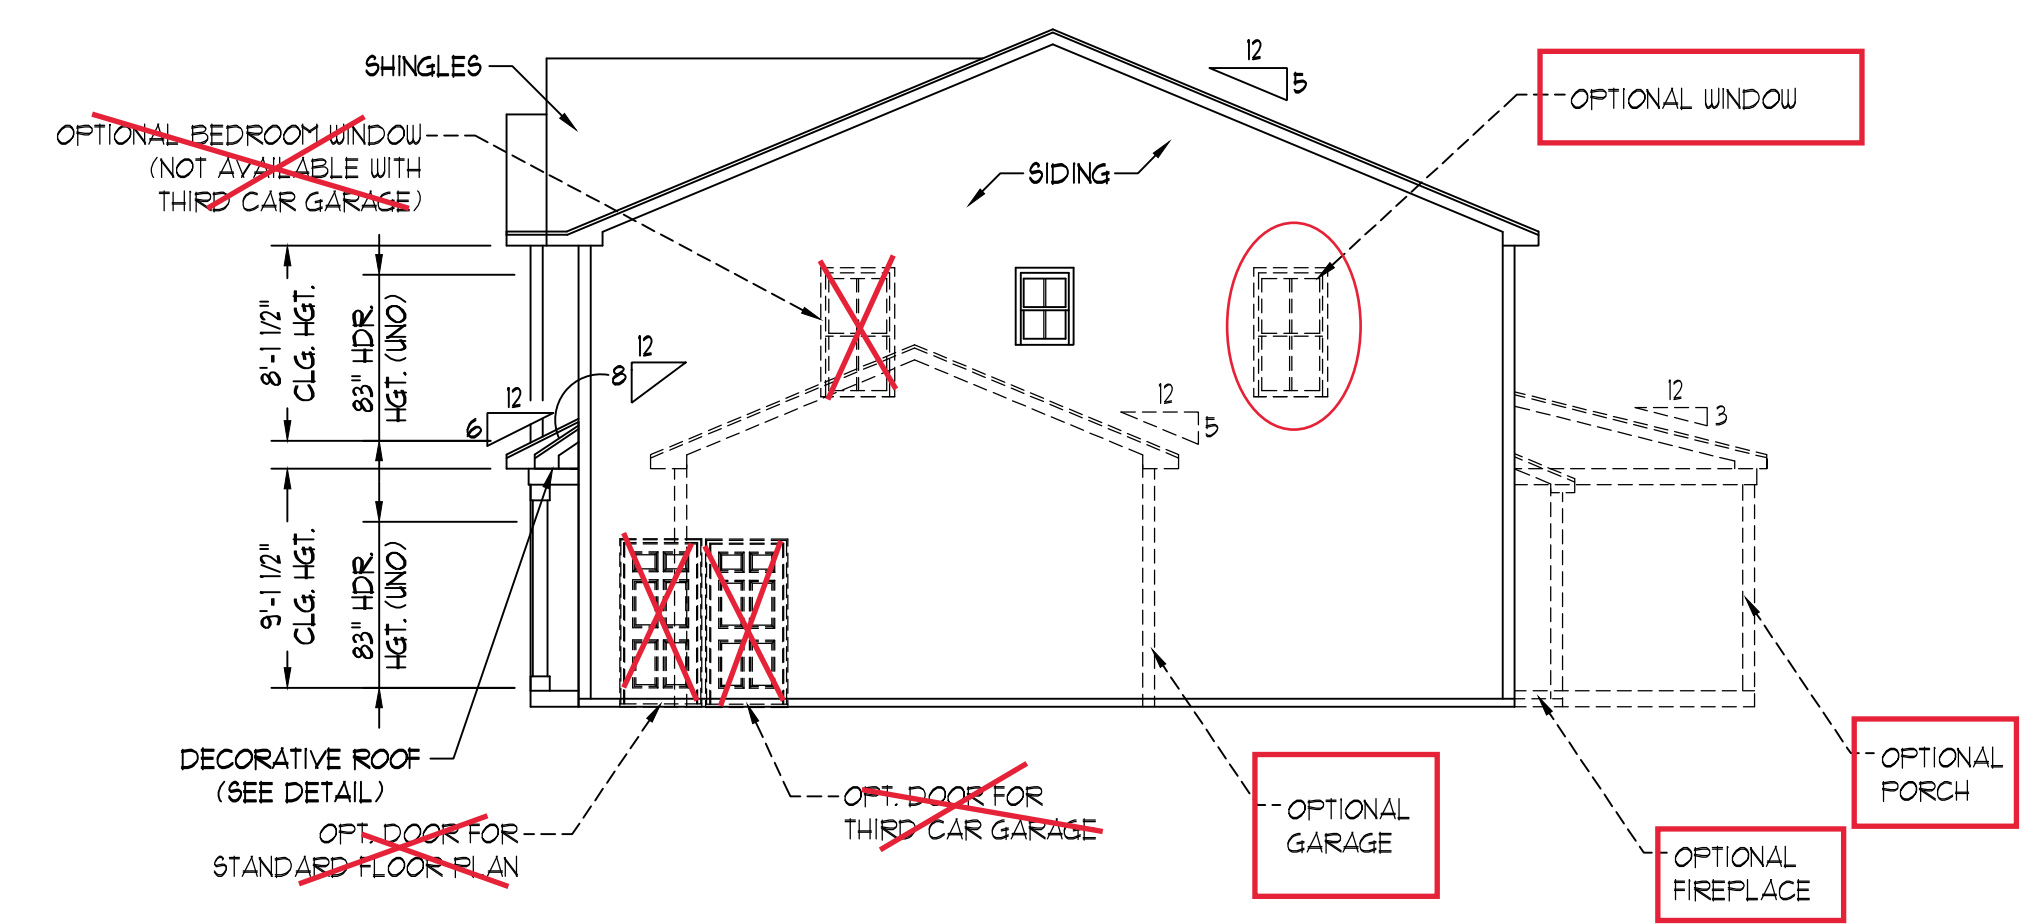 SHINGLES
OPTIONAL BEDROOM WINDOW
(NOT AVAILABLE WITH
THIRD CAR GARAGE)
12
5
OPTIONAL WINDOW
SIDING
8'-1 1/2"
CLG. HGT.
83" HDR.
HGT. (UNO)
12
8
12
6
12
5
12
3
9'-1 1/2"
CLG. HGT.
83" HDR.
HGT. (UNO)
DECORATIVE ROOF
(SEE DETAIL)
OPT. DOOR FOR
STANDARD FLOOR PLAN
OPT. DOOR FOR
THIRD CAR GARAGE
OPTIONAL
GARAGE
OPTIONAL
FIREPLACE
OPTIONAL
PORCH